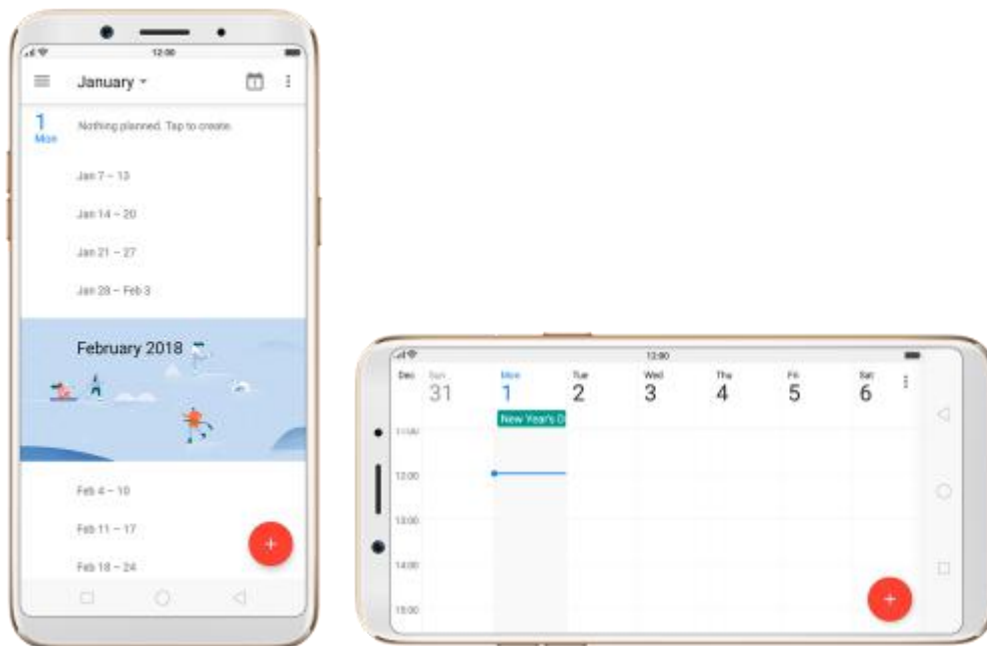 12:00
January
1
Mon
Nothing planned. Tap to create.
Jan 7 – 13
Jan 14 – 20
Jan 21 – 27
Jan 28 – Feb 3
February 2018
Feb 4 – 10
Feb 11 – 17
Feb 18 – 24
+
12:00
Dec Sun Mon Tue Wed Thu Fri Sat
31 1 2 3 4 5 6
New Year's D
11:00
12:00
13:00
14:00
15:00
+